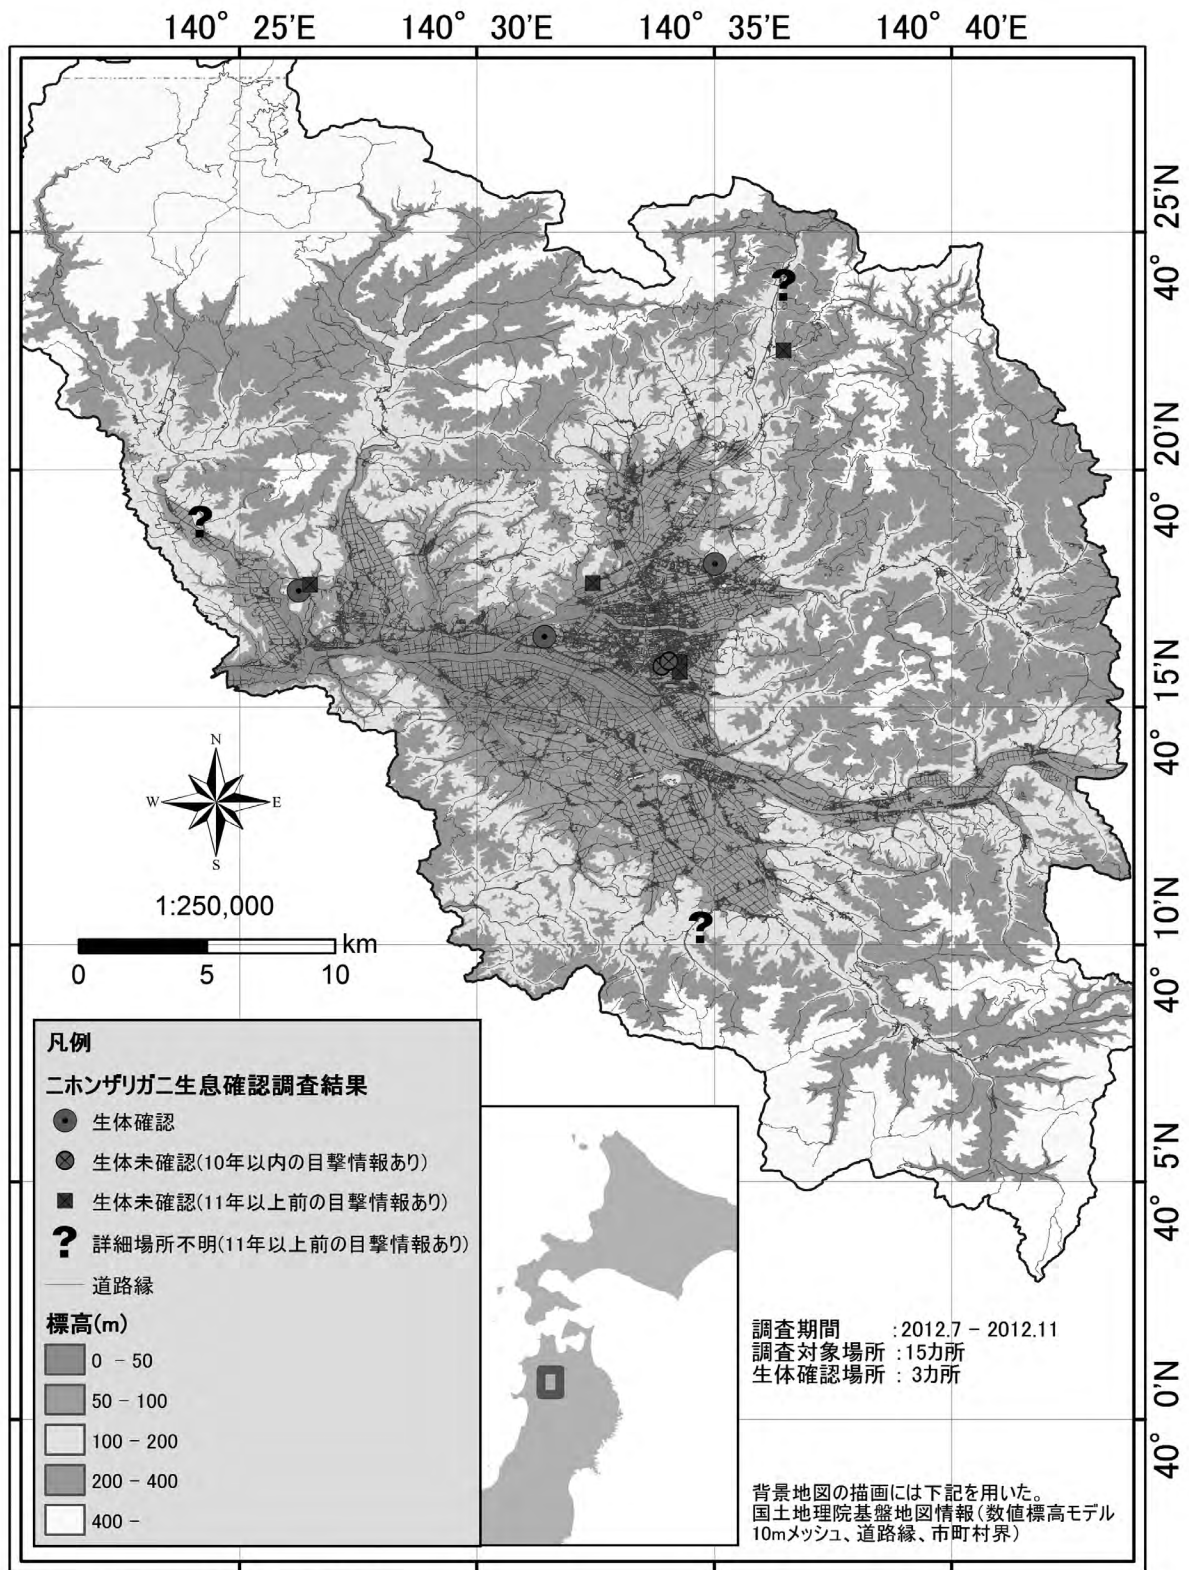 140° 25'E 140° 30'E 140° 35'E 140° 40'E
40° 25'N
40° 20'N
40° 15'N
40° 10'N
40° 5'N
40° 0'N
?
?
?
N
W E
S
1:250,000
km
0 5 10
凡例
ニホンザリガニ生息確認調査結果
生体確認
生体未確認(10年以内の目撃情報あり)
生体未確認(11年以上前の目撃情報あり)
? 詳細場所不明(11年以上前の目撃情報あり)
道路縁
標高(m)
0 - 50
50 - 100
100 - 200
200 - 400
400 -
調査期間 :2012.7 - 2012.11
調査対象場所 :15カ所
生体確認場所 : 3カ所
背景地図の描画には下記を用いた。
国土地理院基盤地図情報(数値標高モデル
10mメッシュ、道路縁、市町村界)